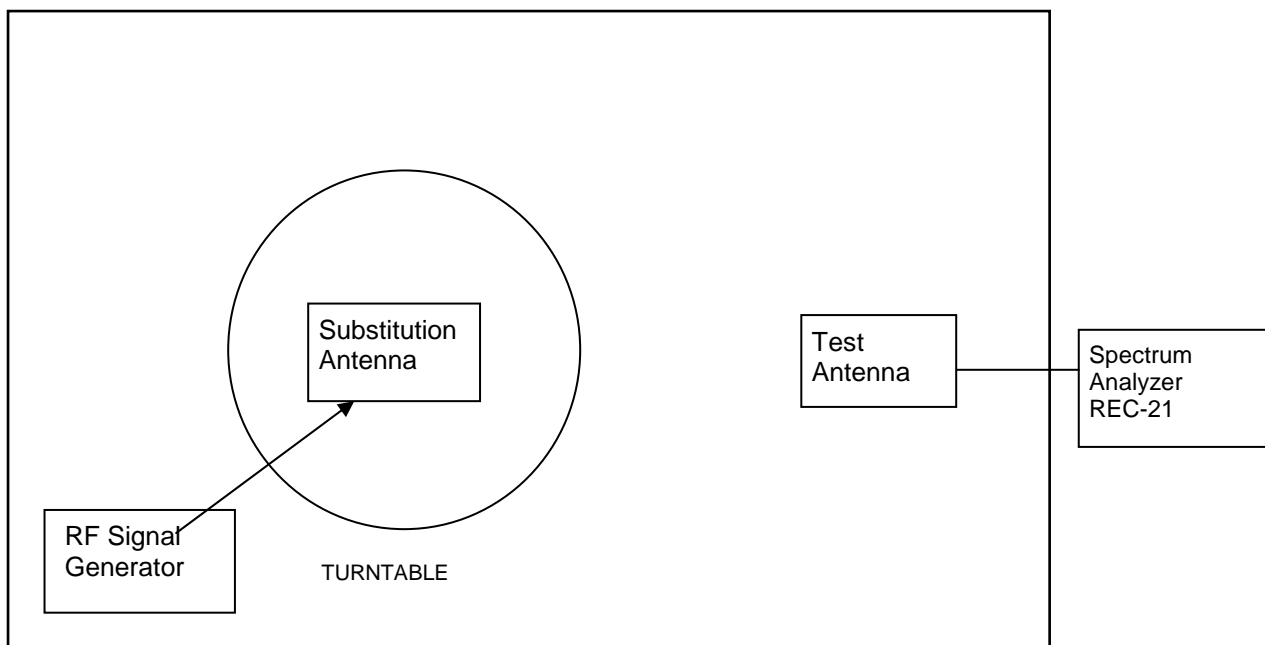 Substitution
Antenna
Test
Antenna
Spectrum
Analyzer
REC-21
RF Signal
Generator
TURNTABLE